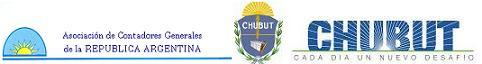 Asociación de Contadores Generales
de la REPUBLICA ARGENTINA
CHUBUT
CHUBUT
CADA DIA UN NUEVO DESAFIO